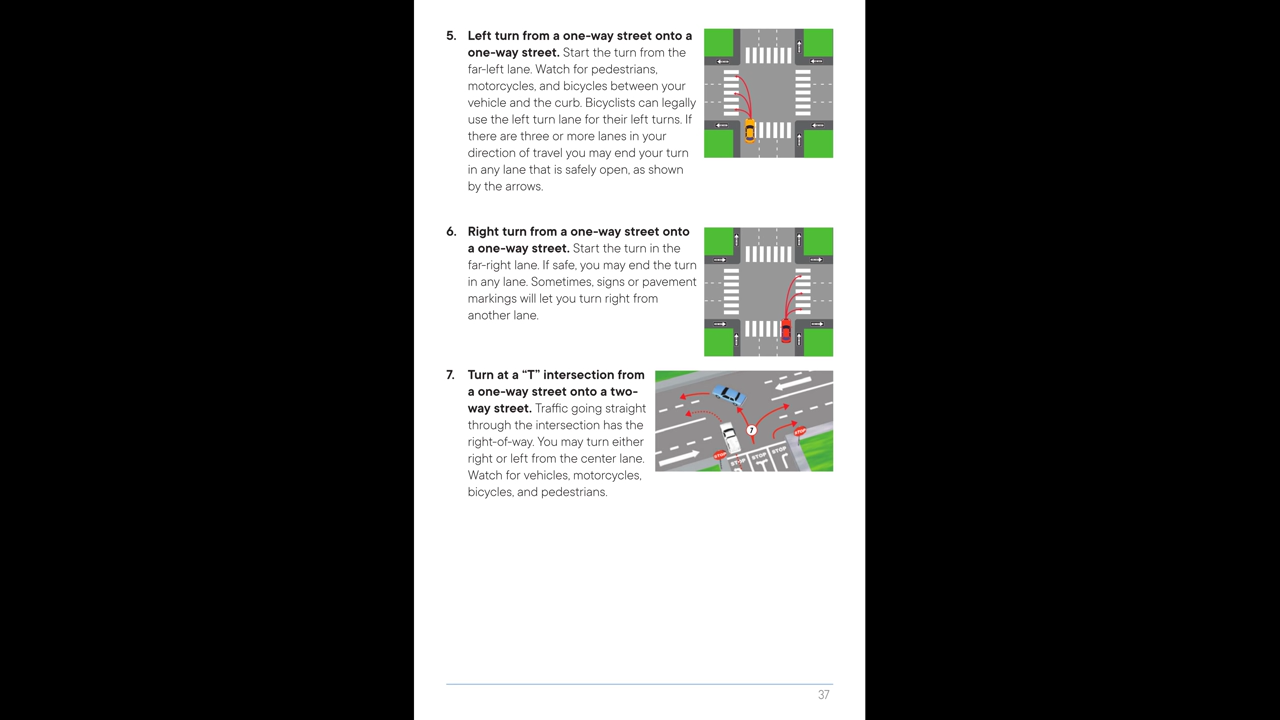 5. Left turn from a one-way street onto a
one-way street. Start the turn from the
far-left lane. Watch for pedestrians,
motorcycles, and bicycles between your
vehicle and the curb. Bicyclists can legally
use the left turn lane for their left turns. If
there are three or more lanes in your
direction of travel you may end your turn
in any lane that is safely open, as shown
by the arrows.
6. Right turn from a one-way street onto
a one-way street. Start the turn in the
far-right lane. If safe, you may end the turn
in any lane. Sometimes, signs or pavement
markings will let you turn right from
another lane.
7. Turn at a “T” intersection from
a one-way street onto a two-
way street. Traffic going straight
through the intersection has the
right-of-way. You may turn either
right or left from the center lane.
Watch for vehicles, motorcycles,
bicycles, and pedestrians.
7
STOP
STOP
STOP
STOP
STOP
37